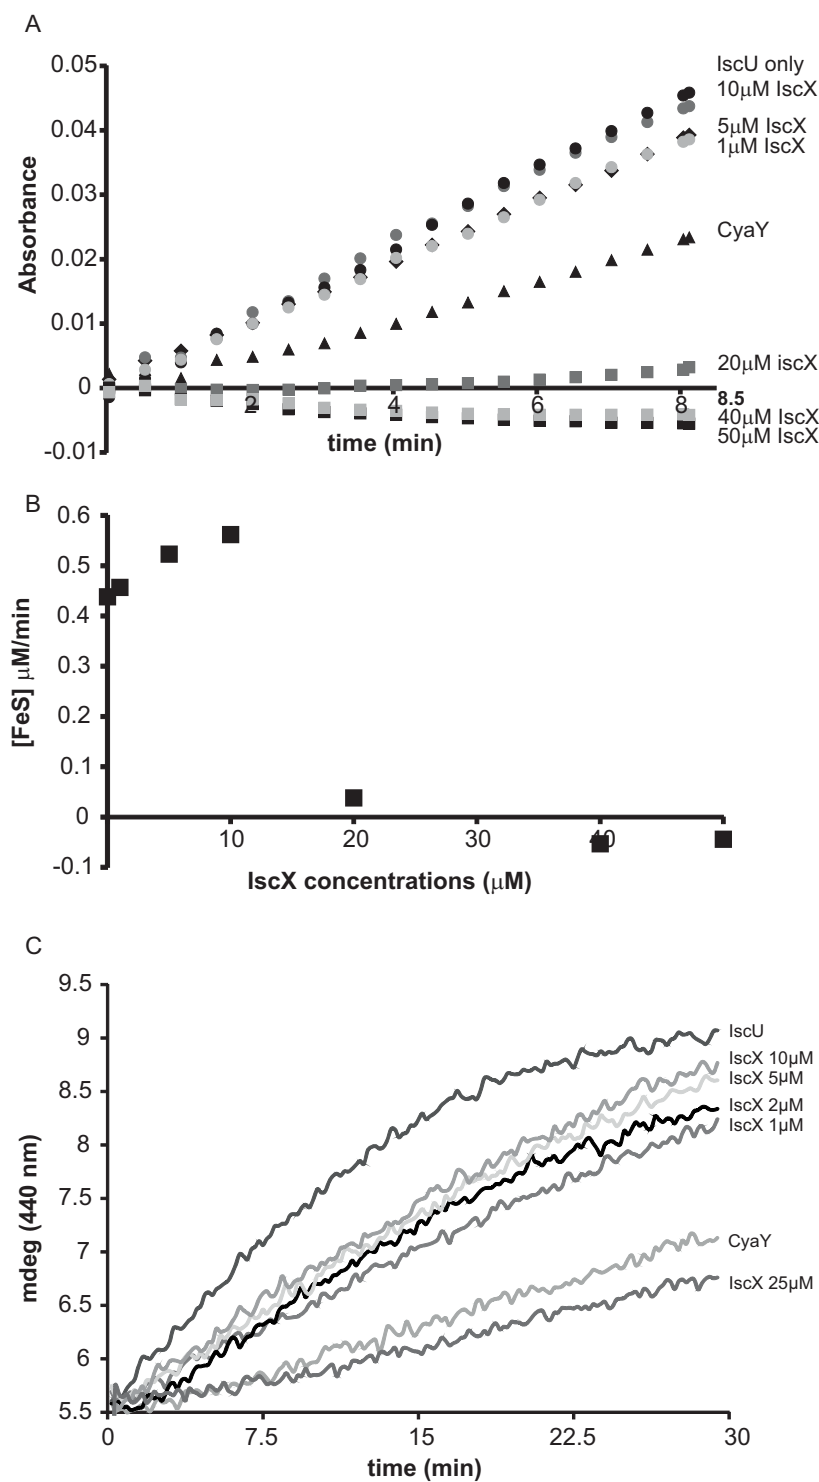 A
0.05
0.04
0.03
0.02
0.01
0
-0.01
Absorbance
2
4
6
8
8.5
time (min)
IscU only
10μM IscX
5μM IscX
1μM IscX
CyaY
20μM iscX
40μM IscX
50μM IscX
B
0.6
0.5
0.4
0.3
0.2
0.1
0
-0.1
[FeS] μM/min
10
20
30
40
IscX concentrations (μM)
C
9.5
9
8.5
8
7.5
7
6.5
6
5.5
mdeg (440 nm)
IscU
IscX 10μM
IscX 5μM
IscX 2μM
IscX 1μM
CyaY
IscX 25μM
0
7.5
15
22.5
30
time (min)